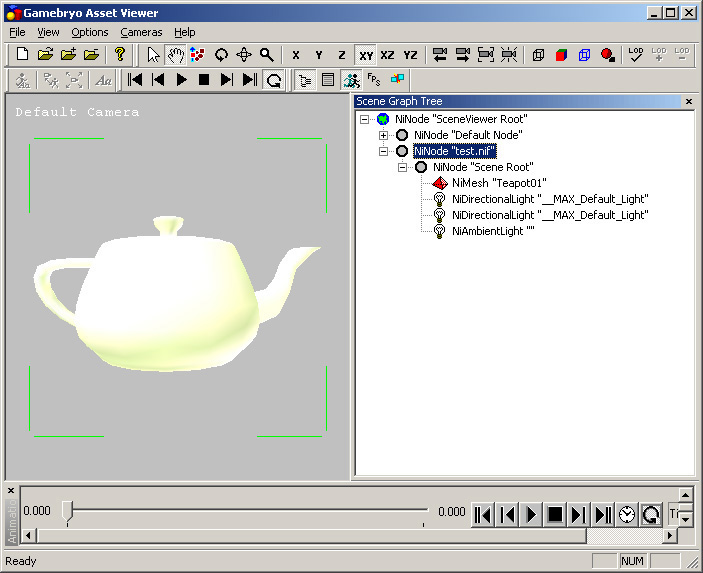 Gamebryo Asset Viewer
File View Options Cameras Help
X Y Z XY XZ YZ LOD LOD LOD
Aa FPS
Default Camera
Scene Graph Tree
NiNode "SceneViewer Root"
NiNode "Default Node"
NiNode "test.nif"
NiNode "Scene Root"
NiMesh "Teapot01"
NiDirectionalLight "__MAX_Default_Light"
NiDirectionalLight "__MAX_Default_Light"
NiAmbientLight ""
Animatic
0.000 0.000
Ready NUM